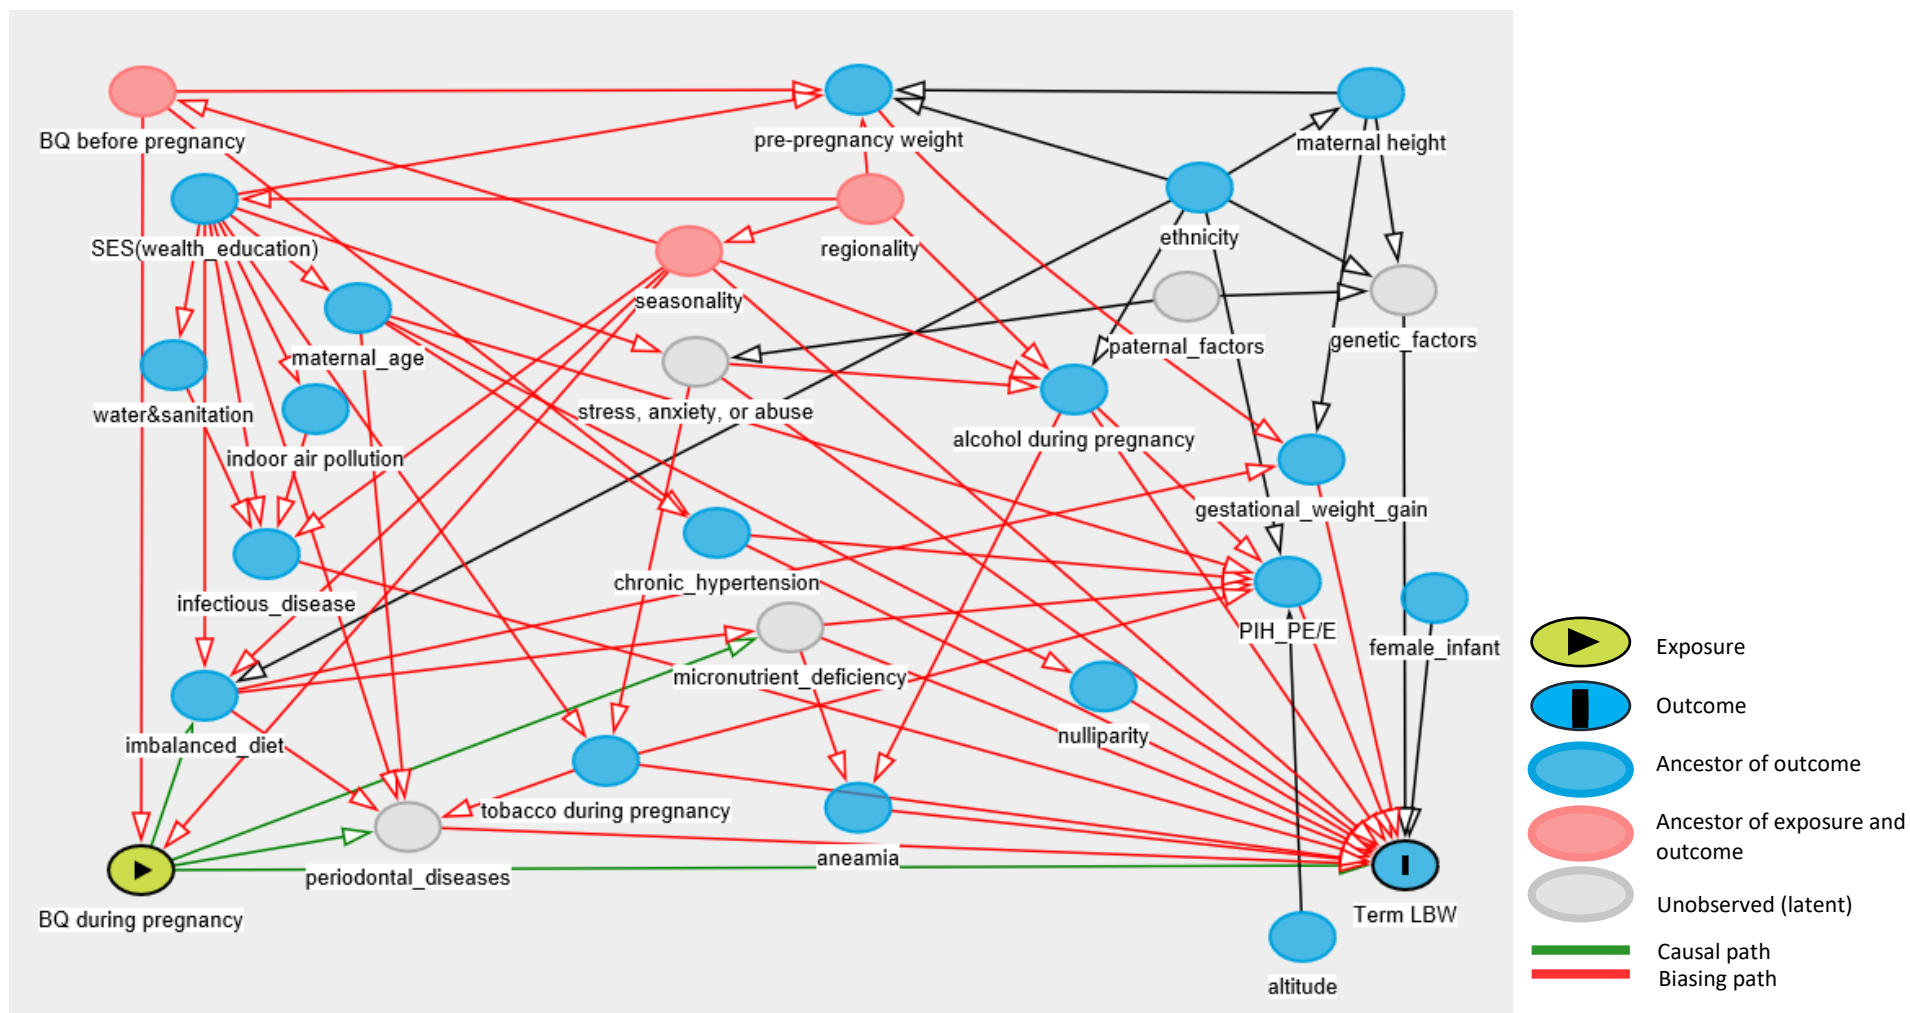 BQ before pregnancy
pre-pregnancy weight
maternal height
SES(wealth_education)
regionality
ethnicity
seasonality
paternal_factors
genetic_factors
maternal_age
water&sanitation
stress, anxiety, or abuse
alcohol during pregnancy
indoor air pollution
gestational_weight_gain
chronic_hypertension
infectious_disease
PIH_PE/E
female_infant
micronutrient_deficiency
imbalanced_diet
nulliparity
tobacco during pregnancy
aneamia
periodontal_diseases
BQ during pregnancy
Term LBW
altitude
Exposure
Outcome
Ancestor of outcome
Ancestor of exposure and
outcome
Unobserved (latent)
Causal path
Biasing path